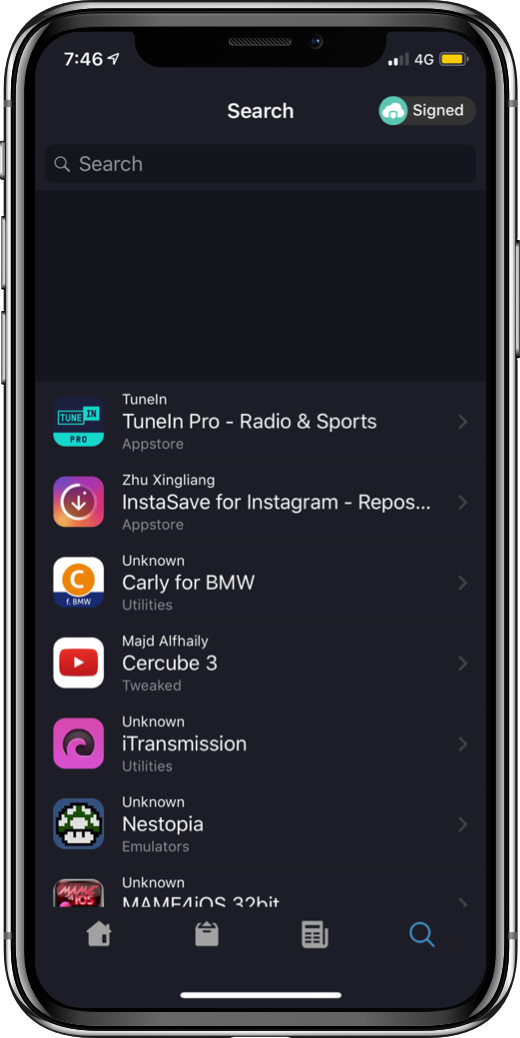 7:46
4G
Search
Signed
Search
TuneIn
TUNE IN
PRO
TuneIn Pro - Radio & Sports
Appstore
Zhu Xingliang
InstaSave for Instagram - Repos...
Appstore
Unknown
C
f. BMW
Carly for BMW
Utilities
Majd Alfhaily
Cercube 3
Tweaked
Unknown
iTransmission
Utilities
Unknown
Nestopia
Emulators
Unknown
MAME4iOS
MAME4iOS 32bit